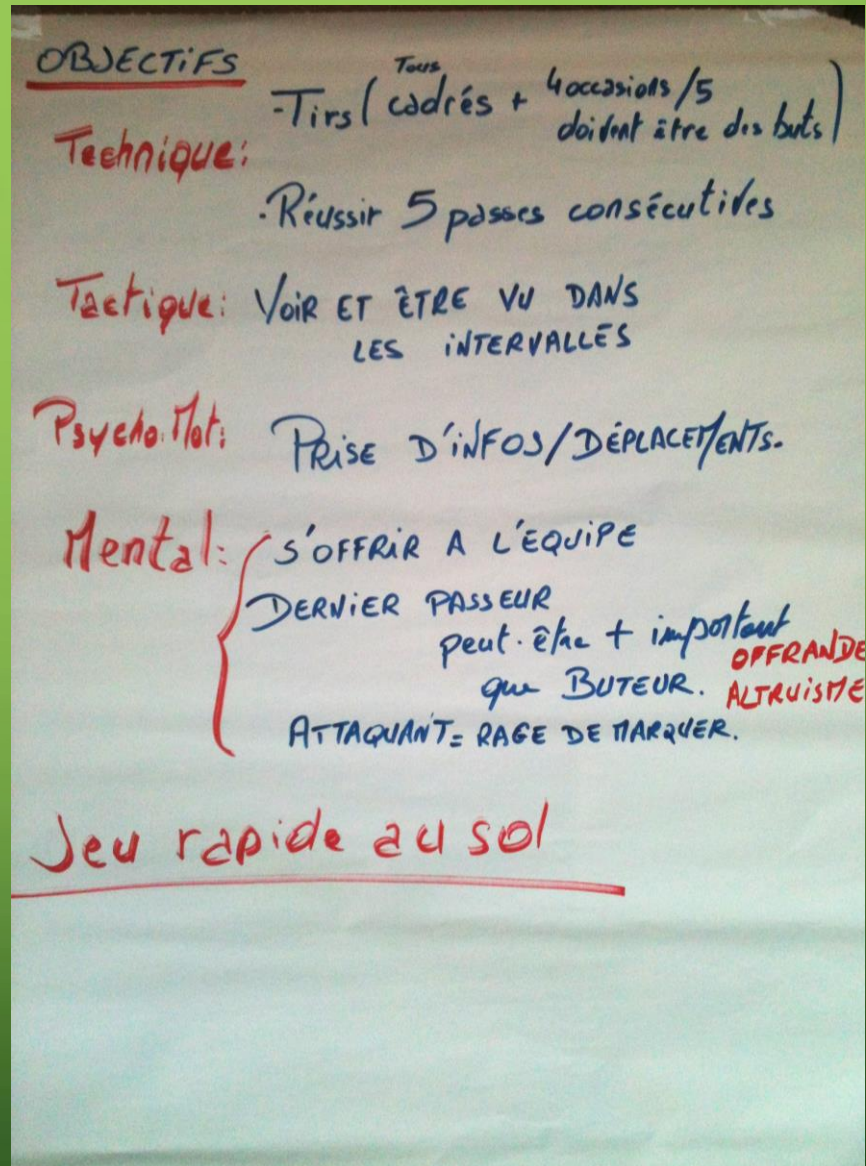 OBJECTIFS
Technique:
-Tirs ( Tous cadrés + 4 occasions /5
doivent être des buts)
-Réussir 5 passes consécutives
Tactique: VOIR ET ÊTRE VU DANS
LES INTERVALLES
Psycho.Mot: PRISE D'INFOS/DÉPLACEMENTS.
Mental: S'OFFRIR A L'ÉQUIPE
DERNIER PASSEUR
peut-être + important
que BUTEUR.
OFFRANDE
ALTRUISME
ATTAQUANT= RAGE DE MARQUER.
Jeu rapide au sol